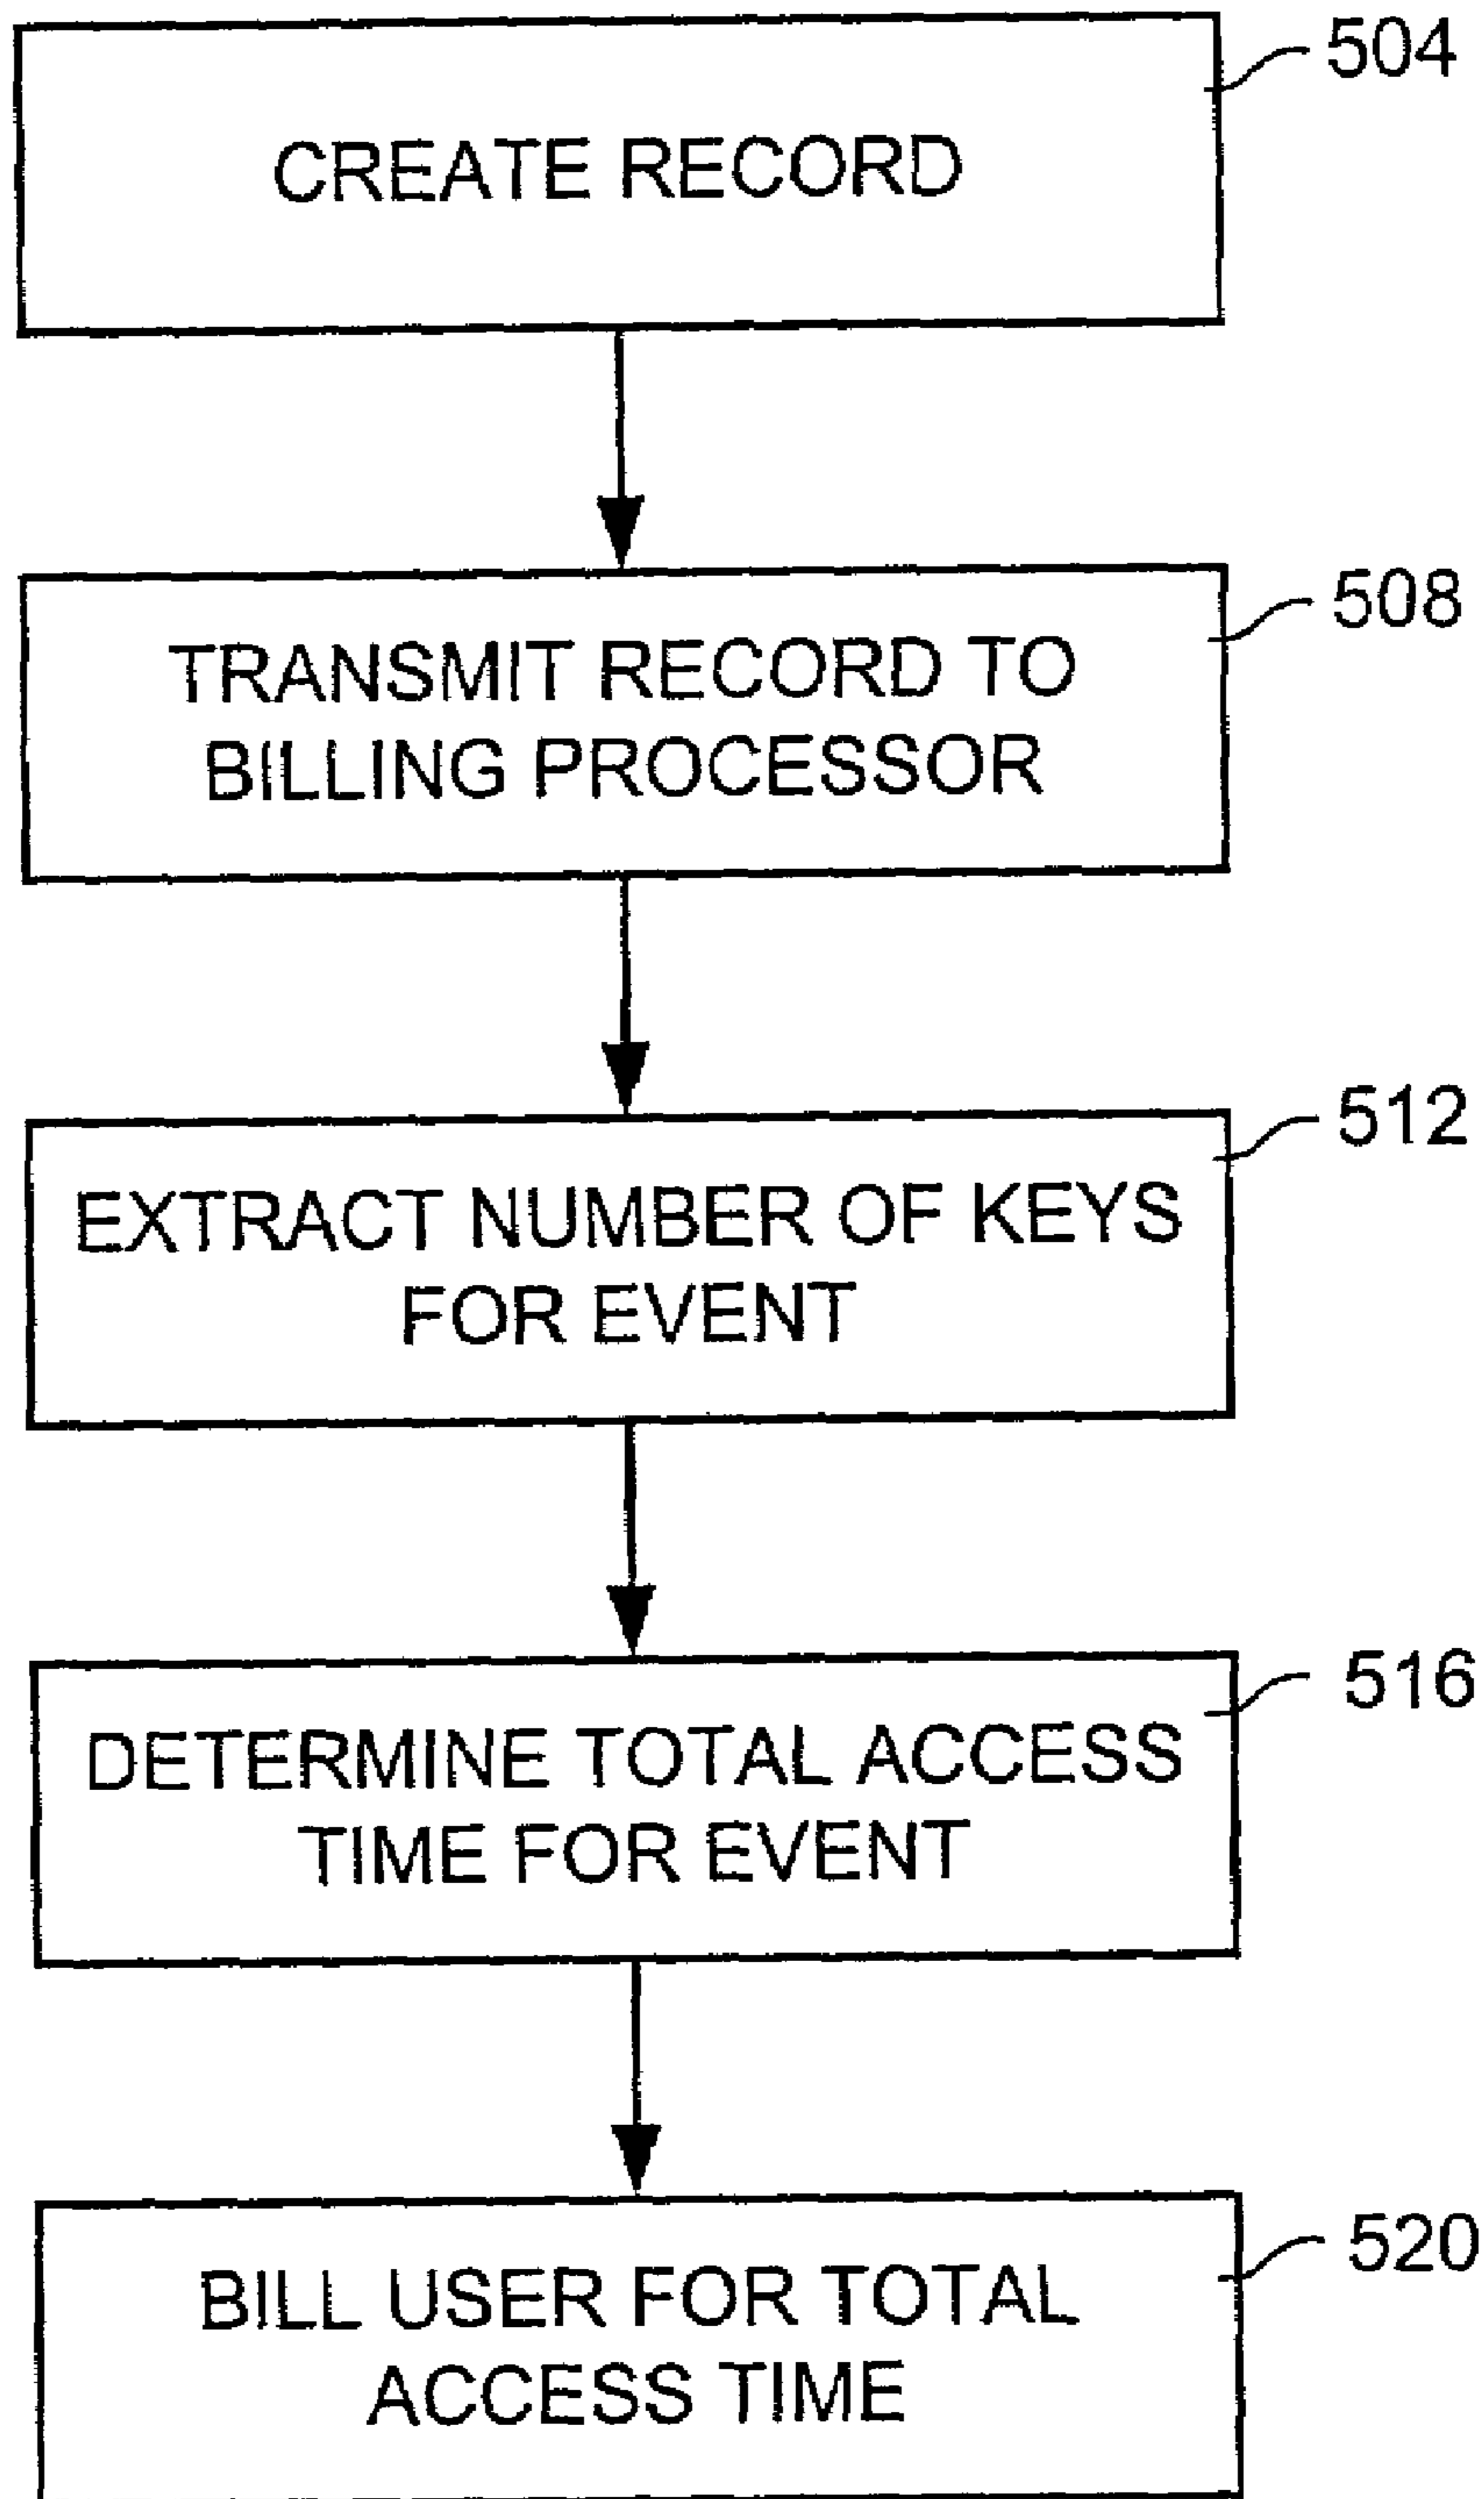 504
CREATE RECORD
508
TRANSMIT RECORD TO
BILLING PROCESSOR
512
EXTRACT NUMBER OF KEYS
FOR EVENT
516
DETERMINE TOTAL ACCESS
TIME FOR EVENT
520
BILL USER FOR TOTAL
ACCESS TIME